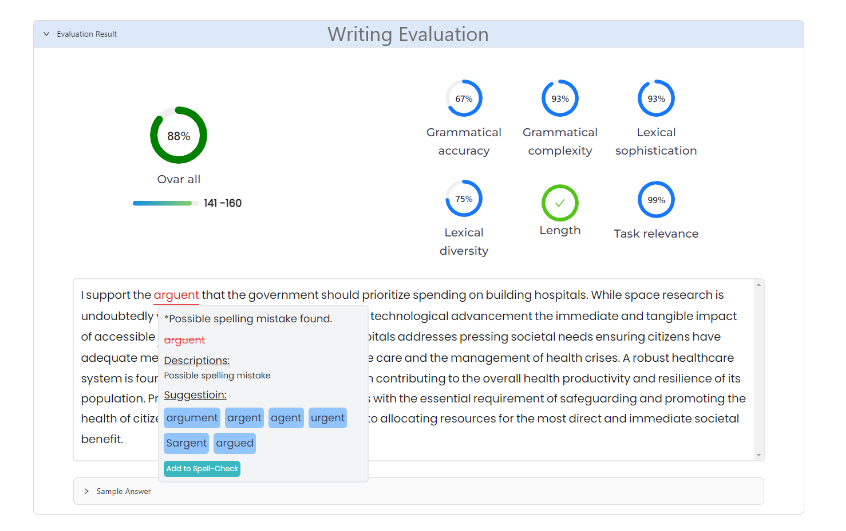 Evaluation Result
Writing Evaluation
88%
Ovar all
141 -160
67%
Grammatical
accuracy
93%
Grammatical
complexity
93%
Lexical
sophistication
75%
Lexical
diversity
Length
99%
Task relevance
I support the arguent that the government should prioritize spending on building hospitals. While space research is
undoubtedly technological advancement the immediate and tangible impact
of accessible pitals addresses pressing societal needs ensuring citizens have
adequate me e care and the management of health crises. A robust healthcare
system is four n contributing to the overall health productivity and resilience of its
population. Pr s with the essential requirement of safeguarding and promoting the
health of citize to allocating resources for the most direct and immediate societal
benefit.
*Possible spelling mistake found.
arguent
Descriptions:
Possible spelling mistake
Suggestioin:
argument argent agent urgent
Sargent argued
Add to Spell-Check
Sample Answer